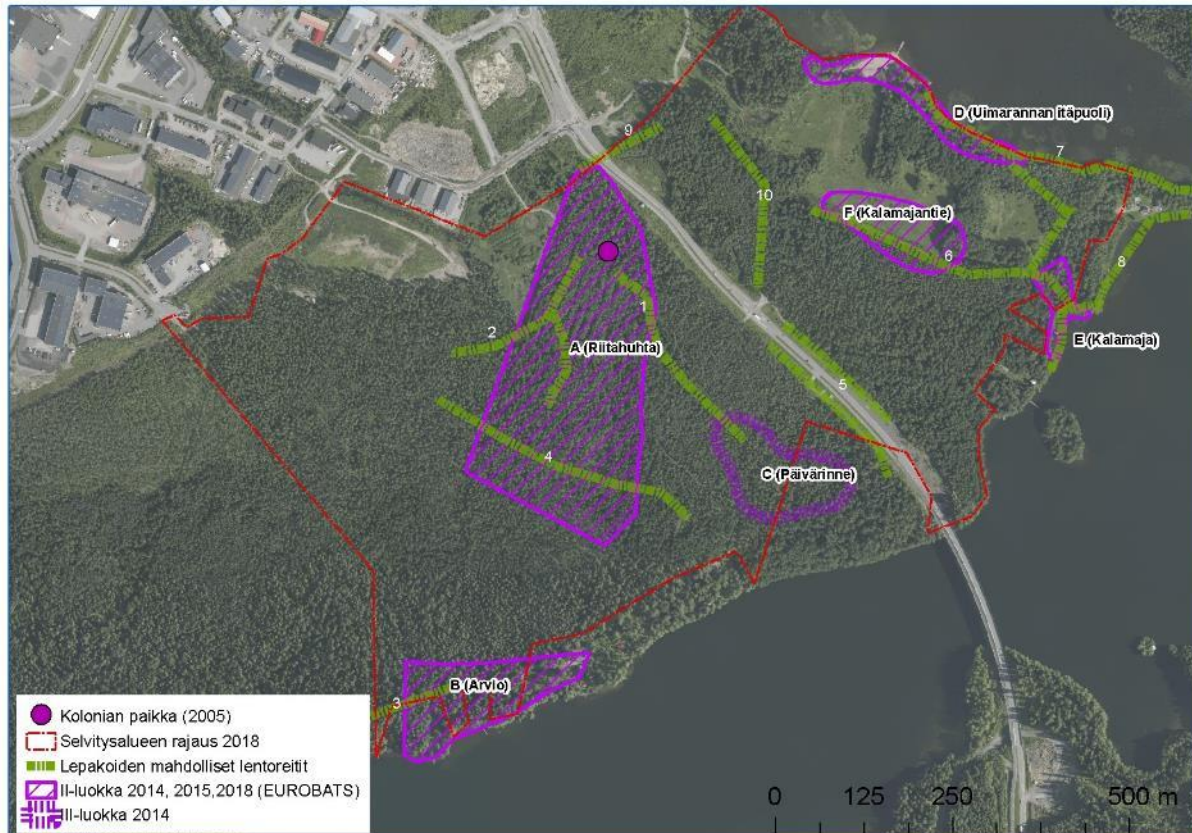 9
D (Uimarannan itäpuoli)
7
10
F (Kalamajantie)
6
8
1
2
A (Riitahuhta)
E (Kalamaja)
5
4
C (Päivärinne)
B (Arvio)
3
Kolonian paikka (2005)
Selvitysalueen rajaus 2018
Lepakoiden mahdolliset lentoreitit
II-luokka 2014, 2015,2018 (EUROBATS)
III-luokka 2014
0 125 250 500 m